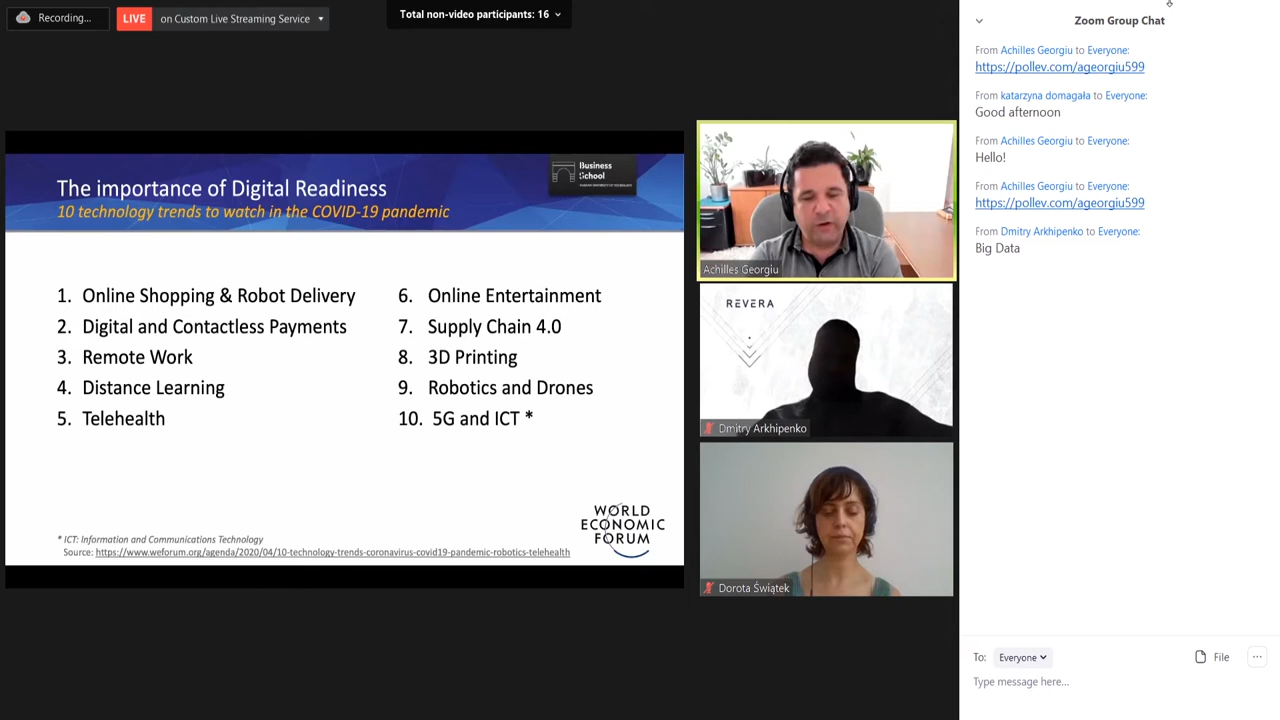 Recording...
LIVE
on Custom Live Streaming Service
Total non-video participants: 16
The importance of Digital Readiness
10 technology trends to watch in the COVID-19 pandemic
Business
School
WARSAW UNIVERSITY OF TECHNOLOGY
1. Online Shopping & Robot Delivery
2. Digital and Contactless Payments
3. Remote Work
4. Distance Learning
5. Telehealth
6. Online Entertainment
7. Supply Chain 4.0
8. 3D Printing
9. Robotics and Drones
10. 5G and ICT *
* ICT: Information and Communications Technology
Source: https://www.weforum.org/agenda/2020/04/10-technology-trends-coronavirus-covid19-pandemic-robotics-telehealth
WORLD
ECONOMIC
FORUM
Achilles Georgiu
REVERA
Dmitry Arkhipenko
Dorota Świątek
Zoom Group Chat
From Achilles Georgiu to Everyone:
https://pollev.com/ageorgiu599
From katarzyna domagała to Everyone:
Good afternoon
From Achilles Georgiu to Everyone:
Hello!
From Achilles Georgiu to Everyone:
https://pollev.com/ageorgiu599
From Dmitry Arkhipenko to Everyone:
Big Data
To: Everyone
File
...
Type message here...